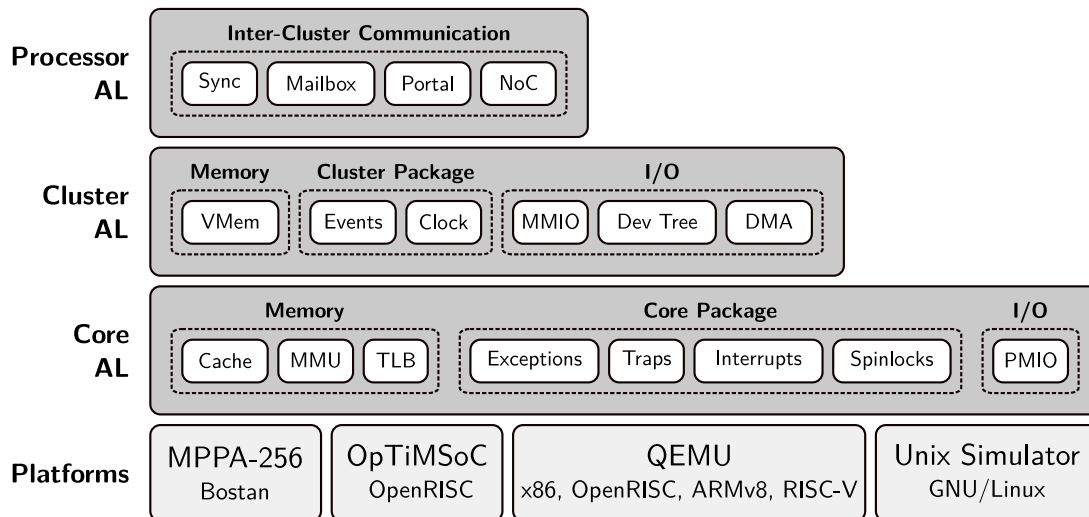 Processor
AL
Inter-Cluster Communication
Sync Mailbox Portal NoC
Cluster
AL
Memory Cluster Package I/O
VMem Events Clock MMIO Dev Tree DMA
Core
AL
Memory Core Package I/O
Cache MMU TLB Exceptions Traps Interrupts Spinlocks PMIO
Platforms
MPPA-256 OpTiMSoC QEMU Unix Simulator
Bostan OpenRISC x86, OpenRISC, ARMv8, RISC-V GNU/Linux